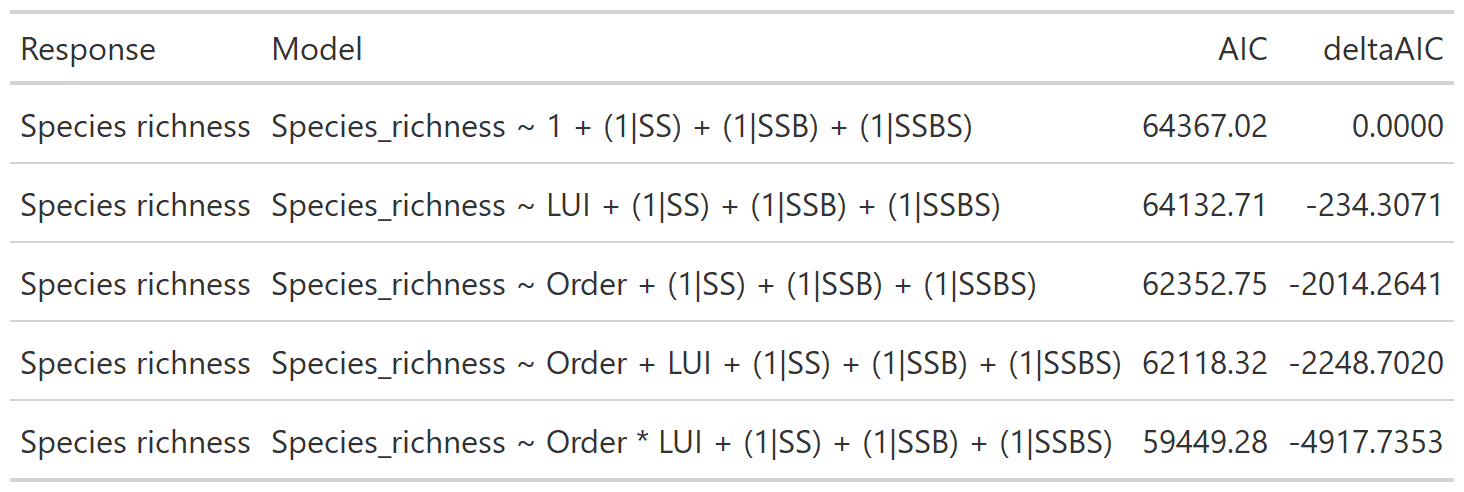 Response Model AIC deltaAIC
Species richness Species_richness ~ 1 + (1|SS) + (1|SSB) + (1|SSBS) 64367.02 0.0000
Species richness Species_richness ~ LUI + (1|SS) + (1|SSB) + (1|SSBS) 64132.71 -234.3071
Species richness Species_richness ~ Order + (1|SS) + (1|SSB) + (1|SSBS) 62352.75 -2014.2641
Species richness Species_richness ~ Order + LUI + (1|SS) + (1|SSB) + (1|SSBS) 62118.32 -2248.7020
Species richness Species_richness ~ Order * LUI + (1|SS) + (1|SSB) + (1|SSBS) 59449.28 -4917.7353